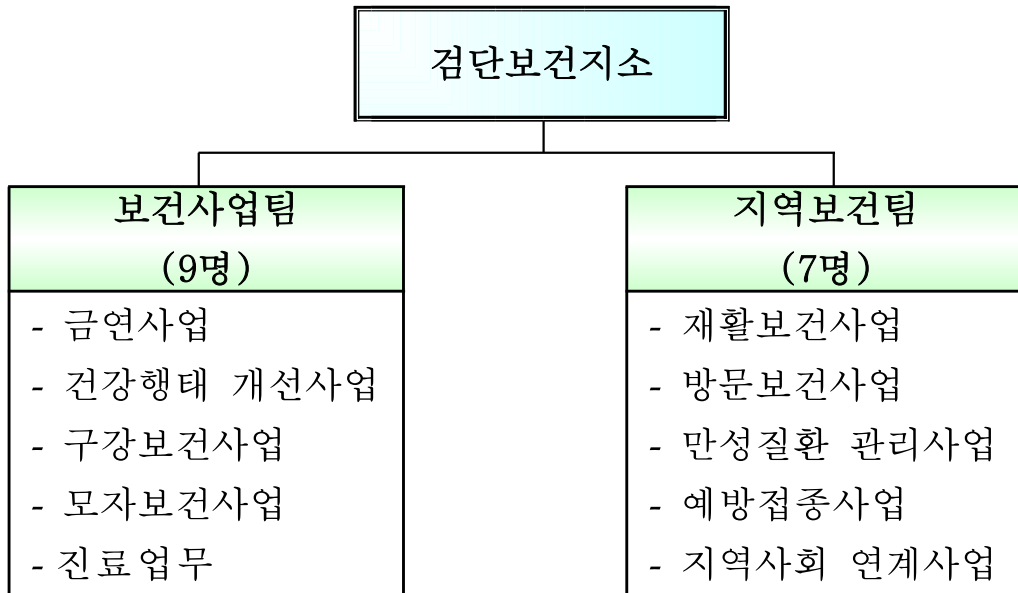 검단보건지소
보건사업팀
(9명)
- 금연사업
- 건강행태 개선사업
- 구강보건사업
- 모자보건사업
- 진료업무
지역보건팀
(7명)
- 재활보건사업
- 방문보건사업
- 만성질환 관리사업
- 예방접종사업
- 지역사회 연계사업